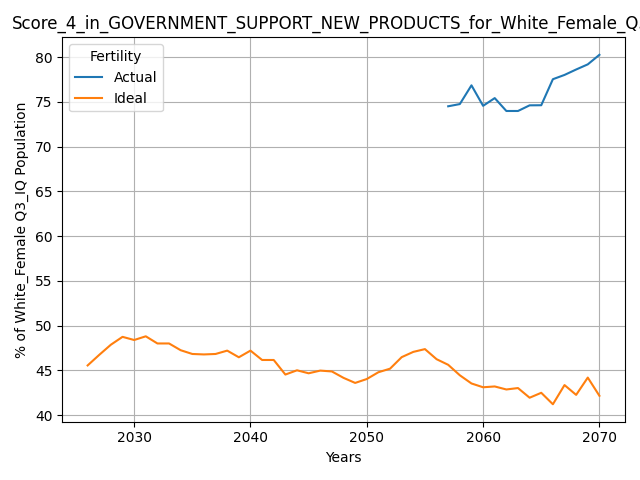 Score_4_in_GOVERNMENT_SUPPORT_NEW_PRODUCTS_for_White_Female_Q
Fertility
Actual
Ideal
% of White_Female Q3_IQ Population
80
75
70
65
60
55
50
45
40
2030
2040
2050
2060
2070
Years